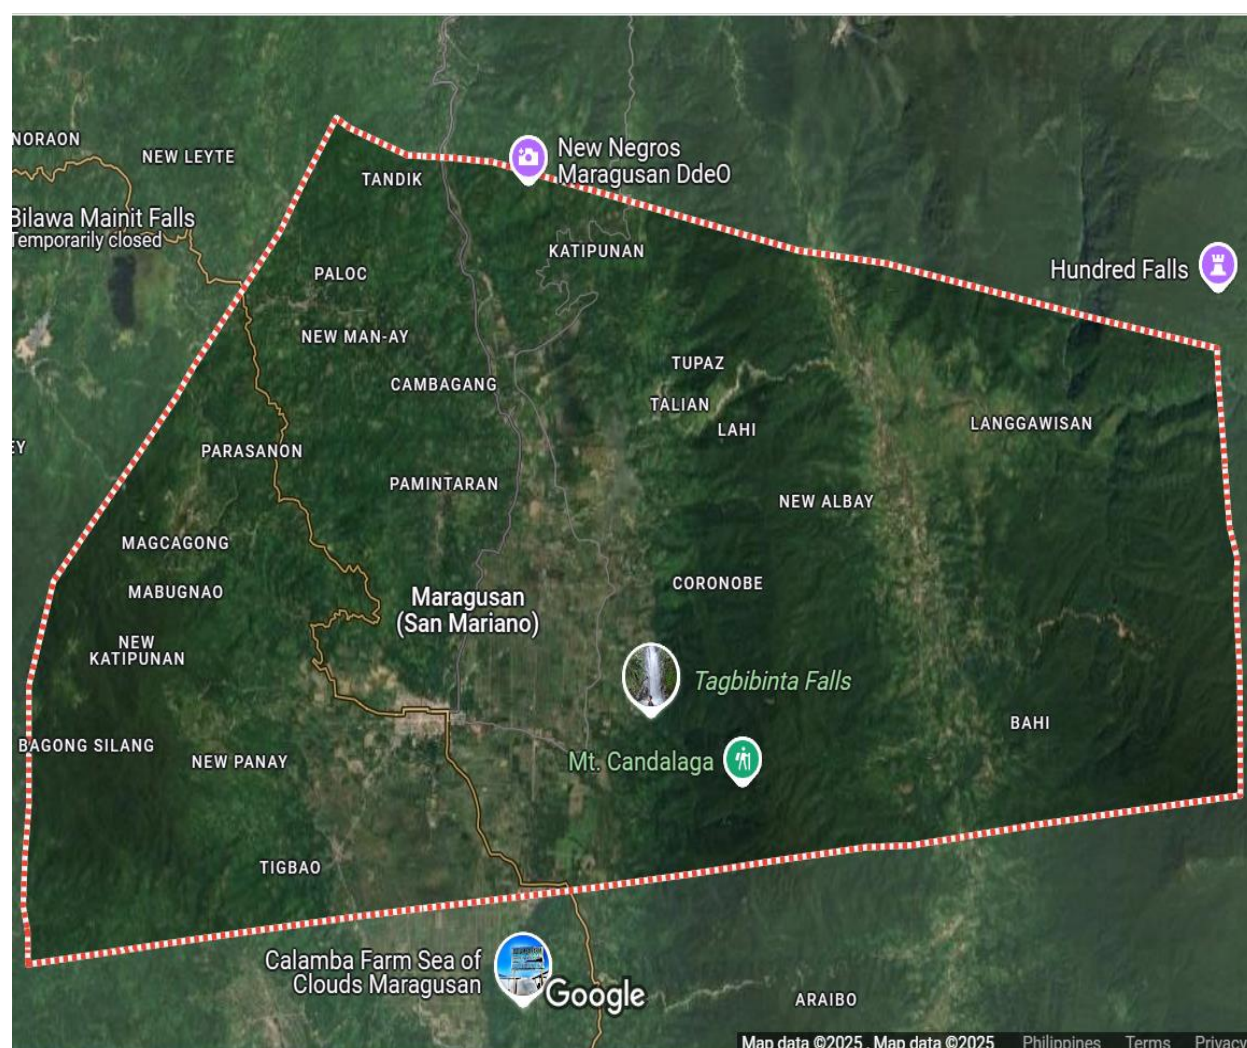 NORAON
NEW LEYTE
New Negros
Maragusan DdeO
TANDIK
Bilawa Mainit Falls
Temporarily closed
KATIPUNAN
PALOC
Hundred Falls
NEW MAN-AY
TUPAZ
CAMBAGANG
TALIAN
LAHI
LANGGAWISAN
EY
PARASANON
PAMINTARAN
NEW ALBAY
MAGCAGONG
MABUGNAO
CORONOBE
Maragusan
(San Mariano)
NEW
KATIPUNAN
Tagbibinta Falls
BAHI
BAGONG SILANG
NEW PANAY
Mt. Candalaga
TIGBAO
Calamba Farm Sea of
Clouds Maragusan
Google
ARAIBO
Map data ©2025 , Map data ©2025 Philippines Terms Privacy